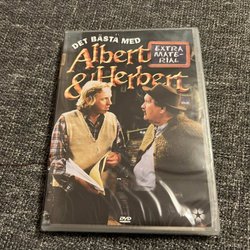 DET BÄSTA MED
Albert
& Herbert
EXTRA
MATE-
RIAL
DVD